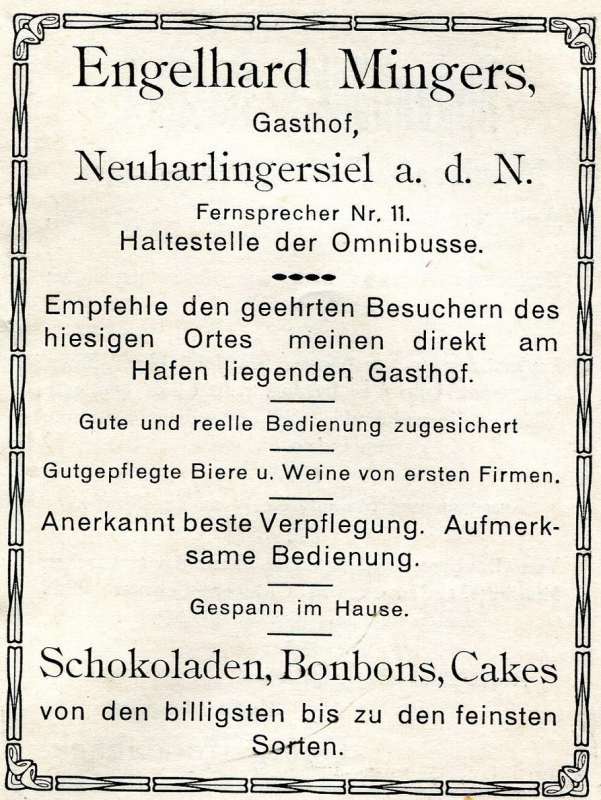 Engelhard Mingers,
Gasthof,
Neuharlingersiel a. d. N.
Fernsprecher Nr. 11.
Haltestelle der Omnibusse.
Empfehle den geehrten Besuchern des
hiesigen Ortes meinen direkt am
Hafen liegenden Gasthof.
Gute und reelle Bedienung zugesichert
Gutgepflegte Biere u. Weine von ersten Firmen.
Anerkannt beste Verpflegung. Aufmerk-
same Bedienung.
Gespann im Hause.
Schokoladen, Bonbons, Cakes
von den billigsten bis zu den feinsten
Sorten.